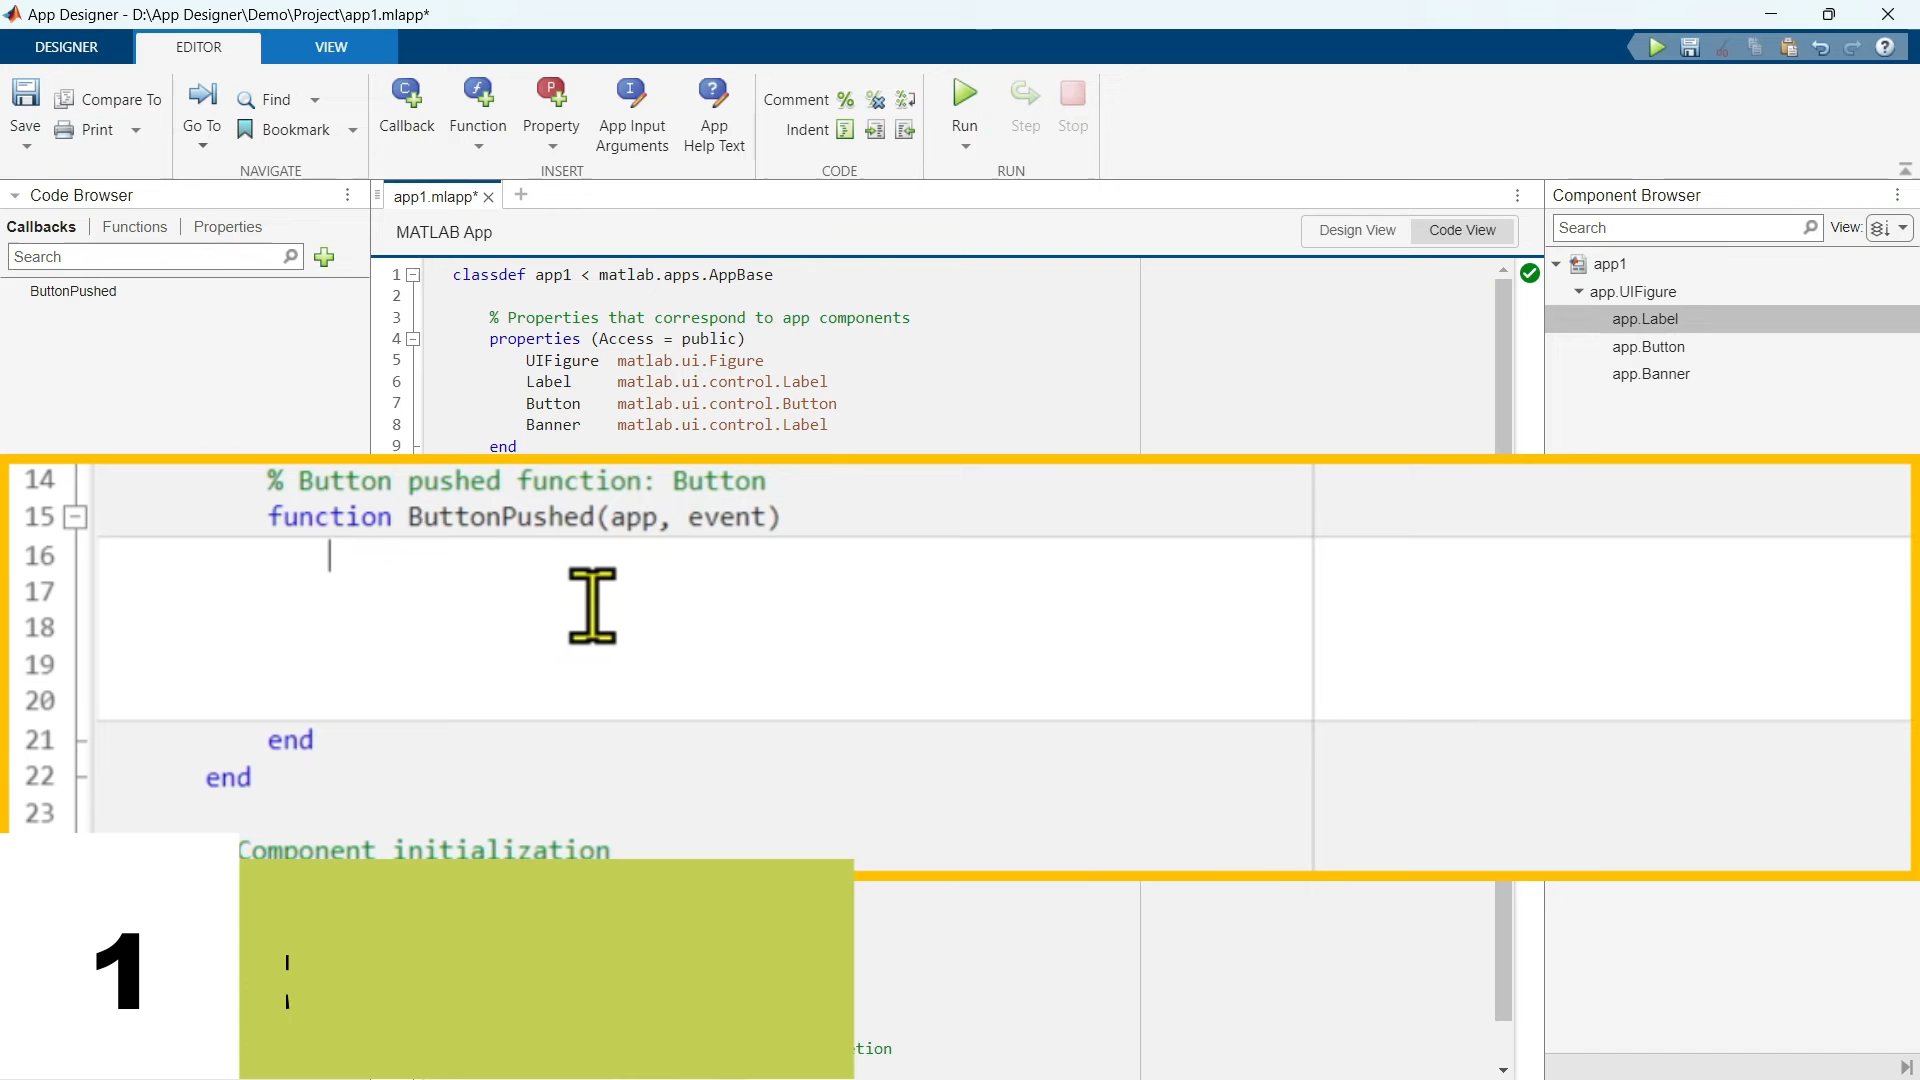 App Designer - D:\App Designer\Demo\Project\app1.mlapp*
DESIGNER
EDITOR
VIEW
Save
Compare To
Print
Go To
Find
Bookmark
NAVIGATE
Callback
Function
Property
App Input
Arguments
App
Help Text
INSERT
Comment
Indent
CODE
Run
Step
Stop
RUN
Code Browser
Callbacks
Functions
Properties
Search
ButtonPushed
app1.mlapp*
MATLAB App
Design View
Code View
1 classdef app1 < matlab.apps.AppBase
2
3 % Properties that correspond to app components
4 properties (Access = public)
5 UIFigure matlab.ui.Figure
6 Label matlab.ui.control.Label
7 Button matlab.ui.control.Button
8 Banner matlab.ui.control.Label
9 end
Component Browser
Search
View:
app1
app.UIFigure
app.Label
app.Button
app.Banner
14 % Button pushed function: Button
15 function ButtonPushed(app, event)
16
17
18
19
20
21 end
22 end
23
Component initialization
1
tion